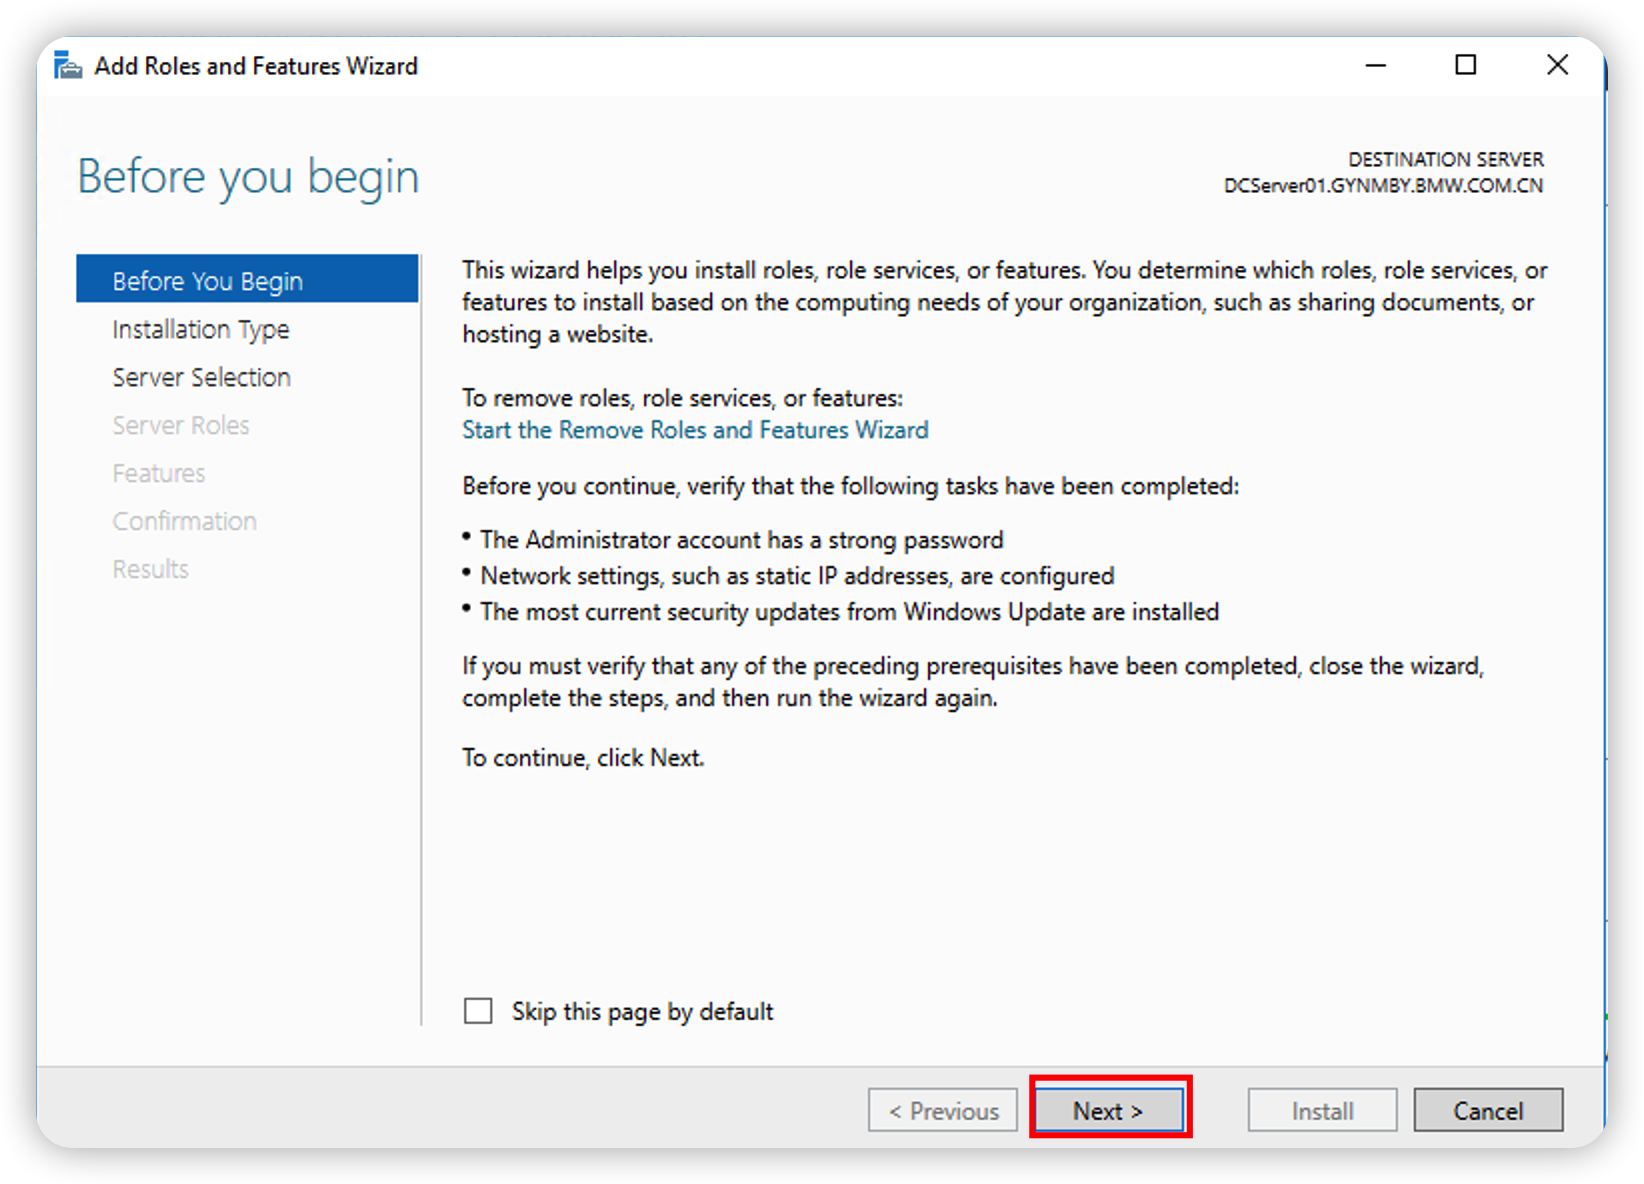 Add Roles and Features Wizard
Before you begin
DESTINATION SERVER
DCServer01.GYNMBY.BMW.COM.CN
Before You Begin
Installation Type
Server Selection
Server Roles
Features
Confirmation
Results
This wizard helps you install roles, role services, or features. You determine which roles, role services, or
features to install based on the computing needs of your organization, such as sharing documents, or
hosting a website.
To remove roles, role services, or features:
Start the Remove Roles and Features Wizard
Before you continue, verify that the following tasks have been completed:
• The Administrator account has a strong password
• Network settings, such as static IP addresses, are configured
• The most current security updates from Windows Update are installed
If you must verify that any of the preceding prerequisites have been completed, close the wizard,
complete the steps, and then run the wizard again.
To continue, click Next.
Skip this page by default
< Previous
Next >
Install
Cancel